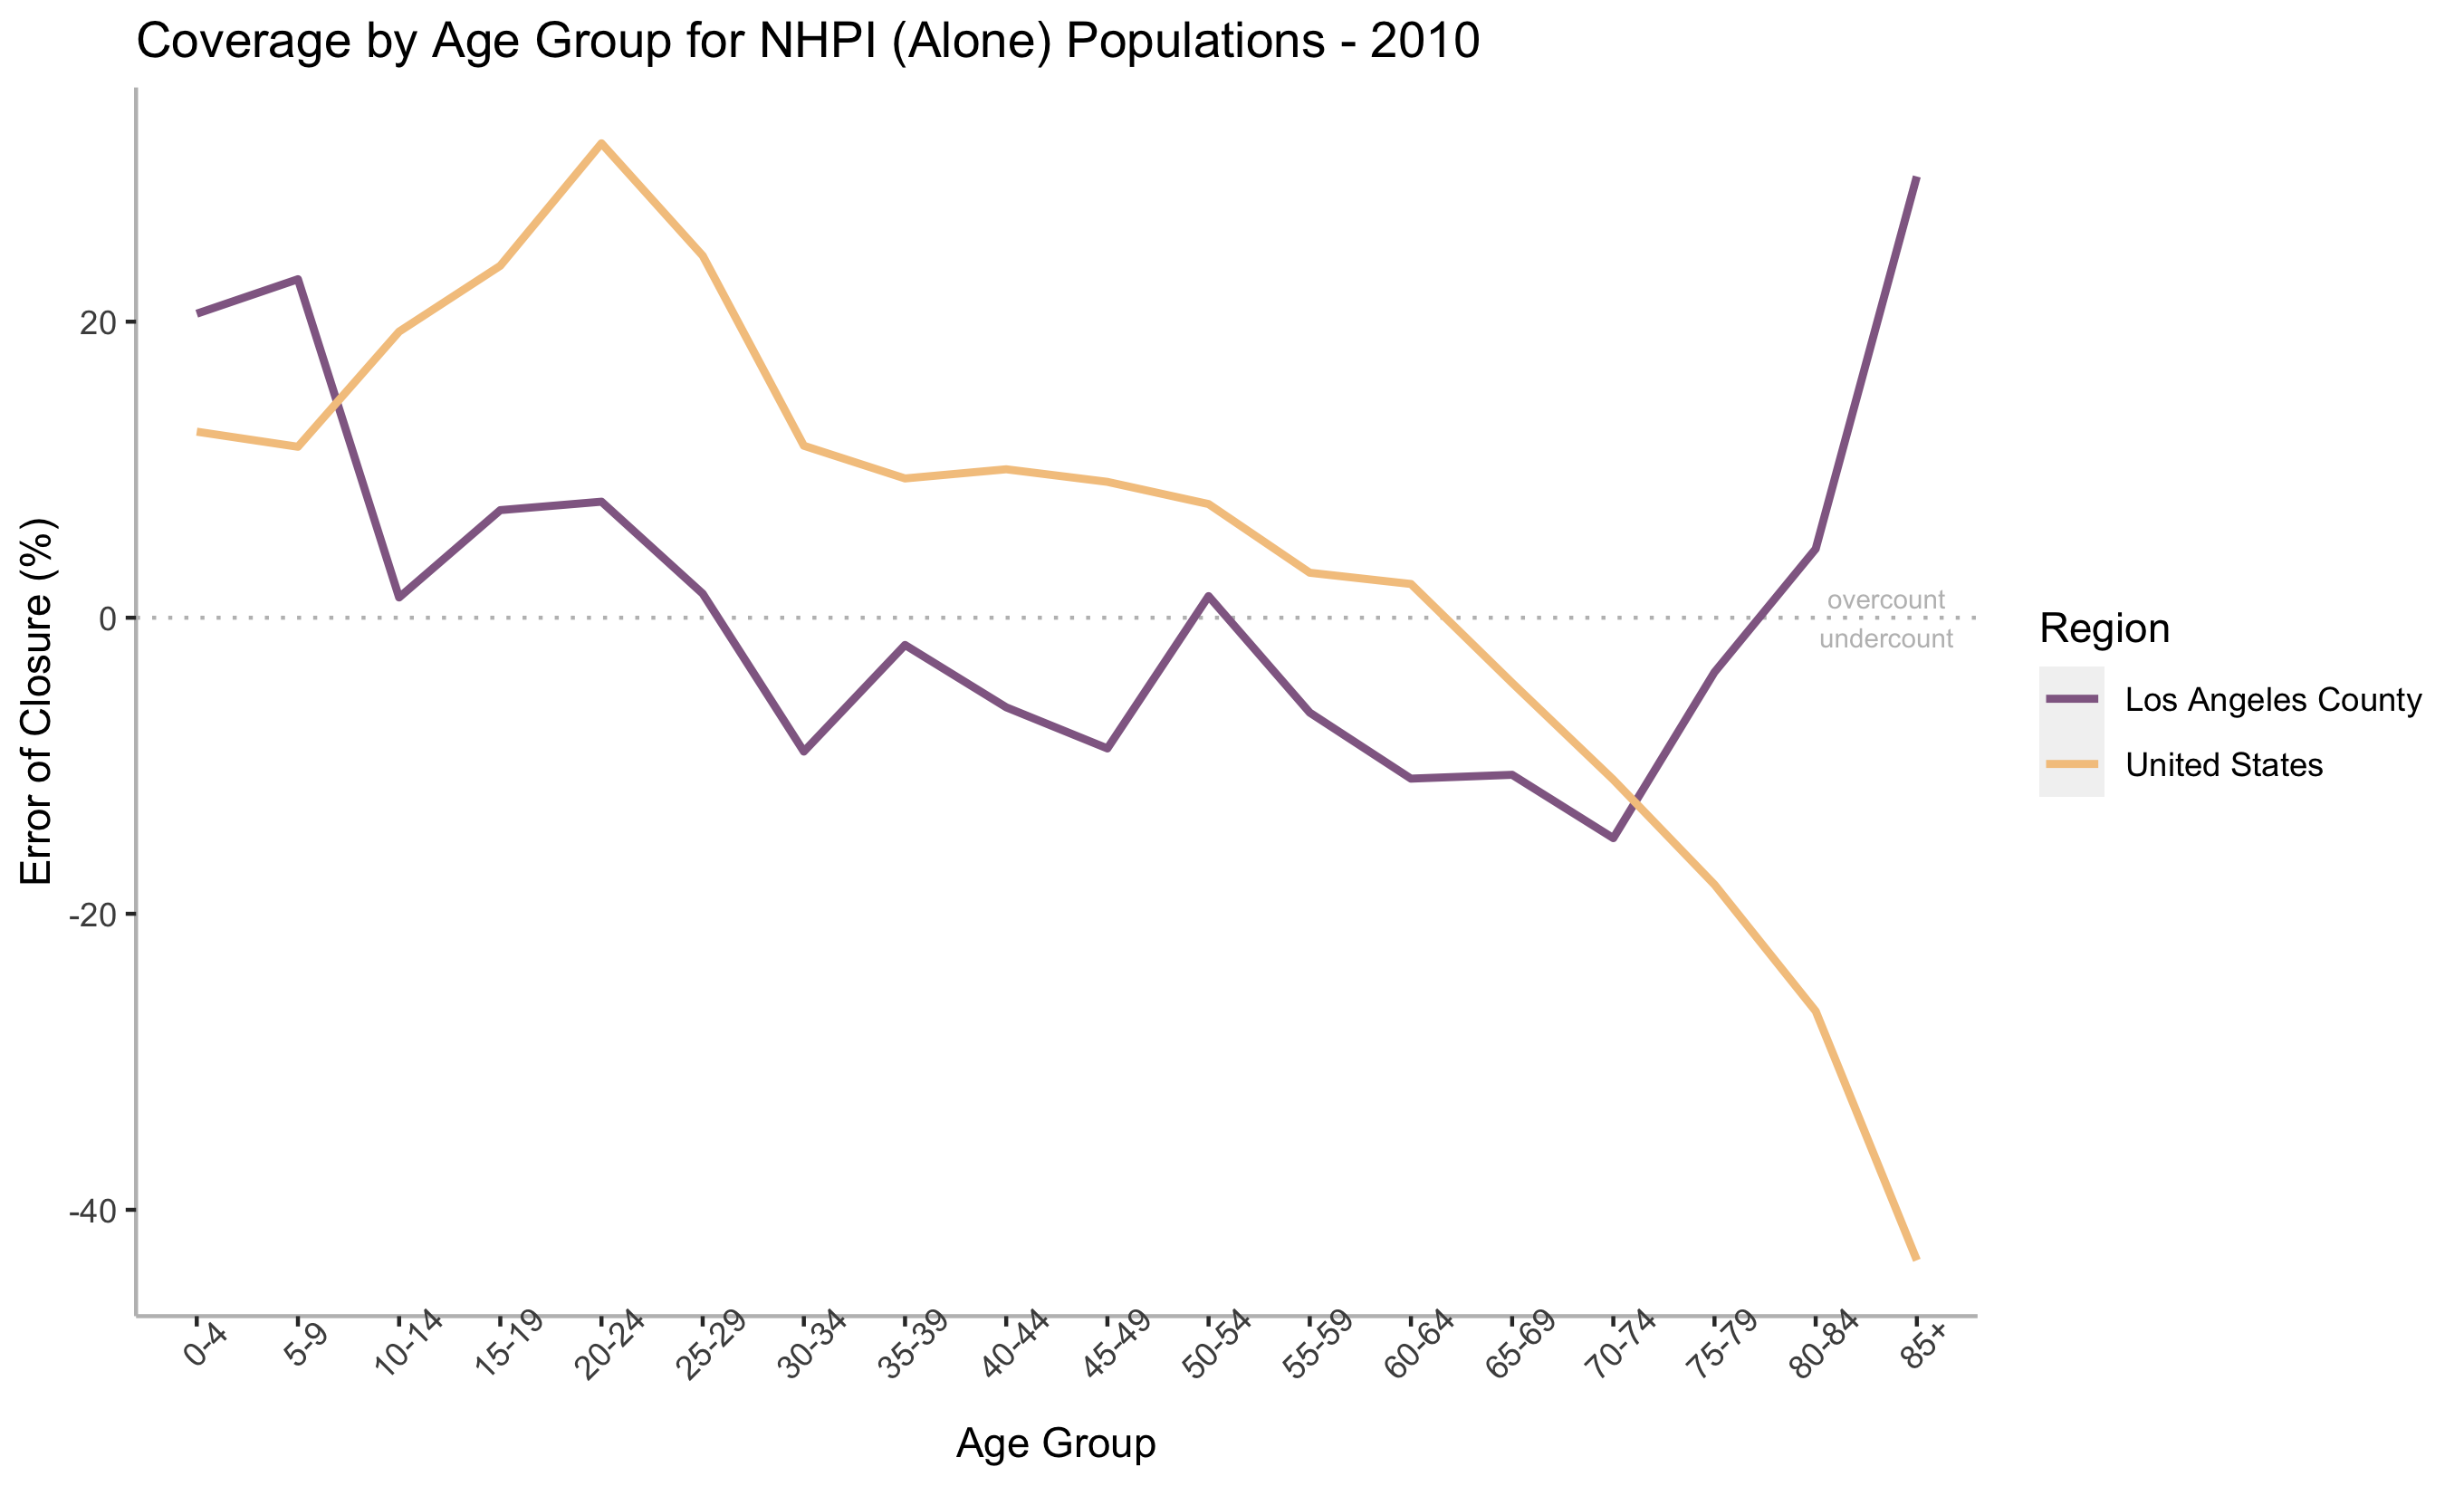 Coverage by Age Group for NHPI (Alone) Populations - 2010
Error of Closure (%)
20
0
-20
-40
overcount
undercount
Region
Los Angeles County
United States
0-4
5-9
10-14
15-19
20-24
25-29
30-34
35-39
40-44
45-49
50-54
55-59
60-64
65-69
70-74
75-79
80-84
85+
Age Group